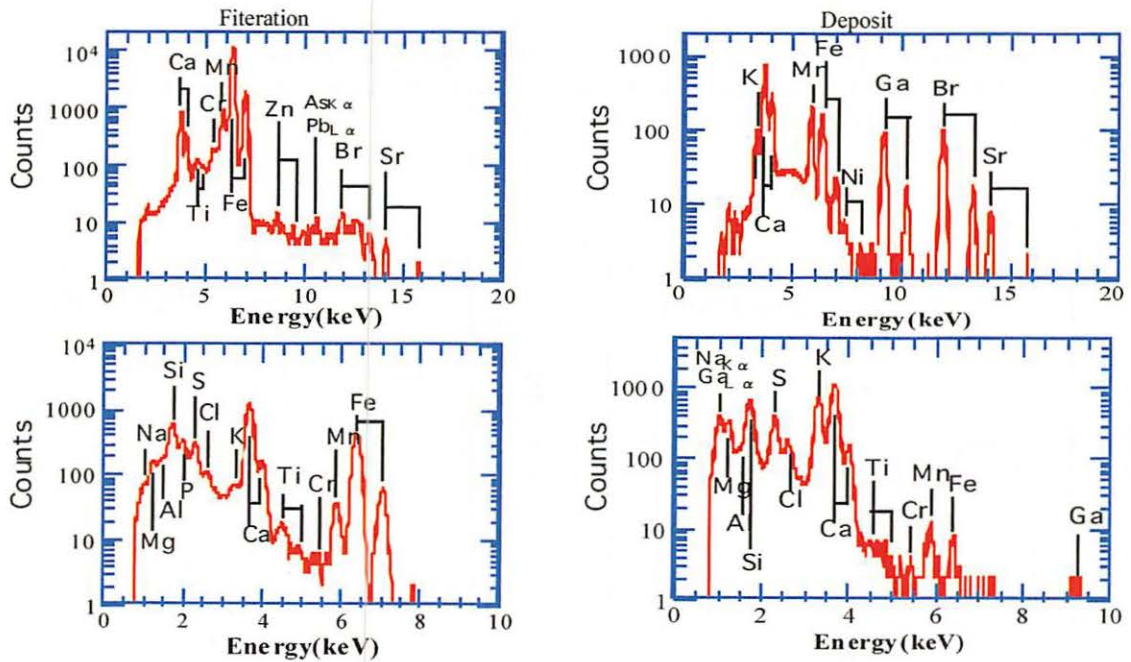 Fiteration
Counts
10⁴
1000
100
10
1
Ca
Mn
Cr
Ti
Fe
Zn
AsK α
PbL α
Br
Sr
0 5 10 15 20
Energy(keV)
Deposit
Counts
1000
100
10
1
K
Ca
Mn
Fe
Ni
Ga
Br
Sr
0 5 10 15 20
Energy (keV)
Counts
10⁴
1000
100
10
1
Si
S
Cl
Na
K
Mg
Al
P
Ca
Ti
Cr
Mn
Fe
0 2 4 6 8 10
Energy (keV)
Counts
1000
100
10
1
NaK α
GaL α
S
K
Mg
A
Si
Cl
Ca
Ti
Cr
Mn
Fe
Ga
0 2 4 6 8 10
Energy (keV)